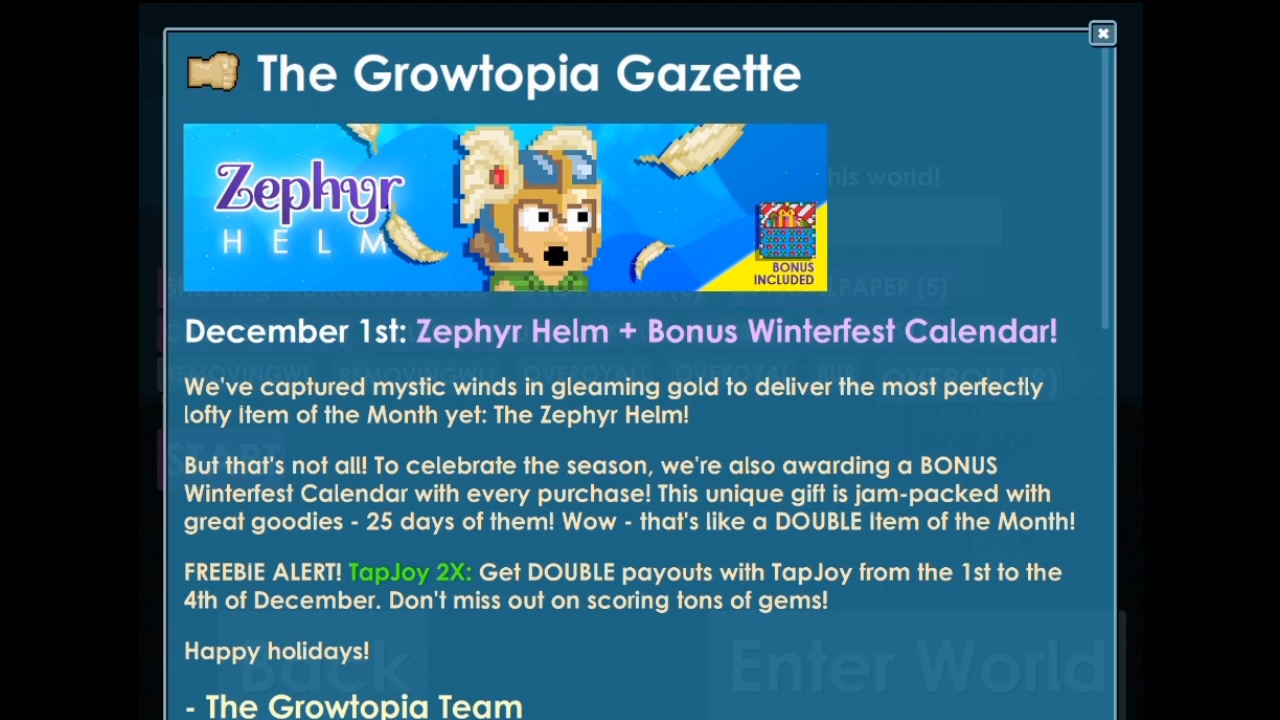 The Growtopia Gazette
Zephyr
HELM
BONUS
INCLUDED
his world!
December 1st: Zephyr Helm + Bonus Winterfest Calendar!
We've captured mystic winds in gleaming gold to deliver the most perfectly
lofty Item of the Month yet: The Zephyr Helm!
But that's not all! To celebrate the season, we're also awarding a BONUS
Winterfest Calendar with every purchase! This unique gift is jam-packed with
great goodies - 25 days of them! Wow - that's like a DOUBLE Item of the Month!
FREEBIE ALERT! TapJoy 2X: Get DOUBLE payouts with TapJoy from the 1st to the
4th of December. Don't miss out on scoring tons of gems!
Happy holidays!
Back
Enter World
- The Growtopia Team